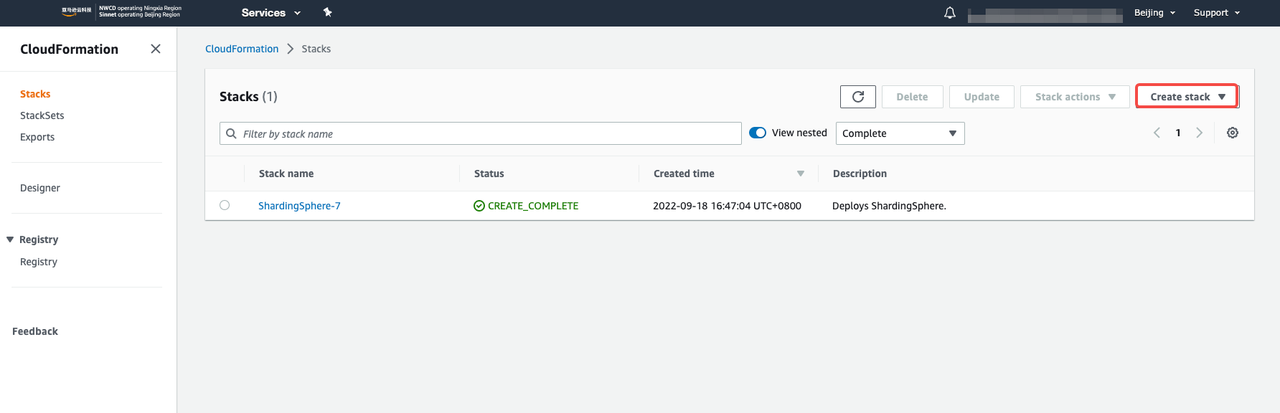 亚马逊云科技
NWCD operating Ningxia Region
Sinnet operating Beijing Region
Services
Beijing
Support
CloudFormation
Stacks
StackSets
Exports
Designer
Registry
Registry
Feedback
CloudFormation
Stacks
Stacks (1)
Delete
Update
Stack actions
Create stack
Filter by stack name
View nested
Complete
1
Stack name
Status
Created time
Description
ShardingSphere-7
CREATE_COMPLETE
2022-09-18 16:47:04 UTC+0800
Deploys ShardingSphere.